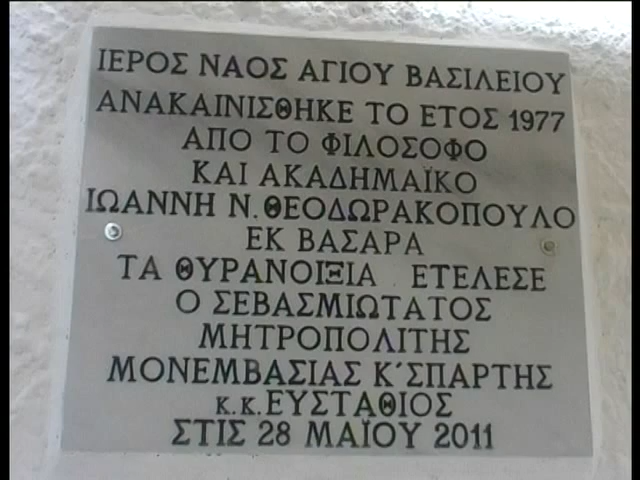 ΙΕΡΟΣ ΝΑΟΣ ΑΓΙΟΥ ΒΑΣΙΛΕΙΟΥ
ΑΝΑΚΑΙΝΙΣΘΗΚΕ ΤΟ ΕΤΟΣ 1977
ΑΠΟ ΤΟ ΦΙΛΟΣΟΦΟ
ΚΑΙ ΑΚΑΔΗΜΑΪΚΟ
ΙΩΑΝΝΗ Ν. ΘΕΟΔΩΡΑΚΟΠΟΥΛΟ
ΕΚ ΒΑΣΑΡΑ
ΤΑ ΘΥΡΑΝΟΙΞΙΑ ΕΤΕΛΕΣΕ
Ο ΣΕΒΑΣΜΙΩΤΑΤΟΣ
ΜΗΤΡΟΠΟΛΙΤΗΣ
ΜΟΝΕΜΒΑΣΙΑΣ Κ΄ΣΠΑΡΤΗΣ
κ.κ.ΕΥΣΤΑΘΙΟΣ
ΣΤΙΣ 28 ΜΑΪΟΥ 2011